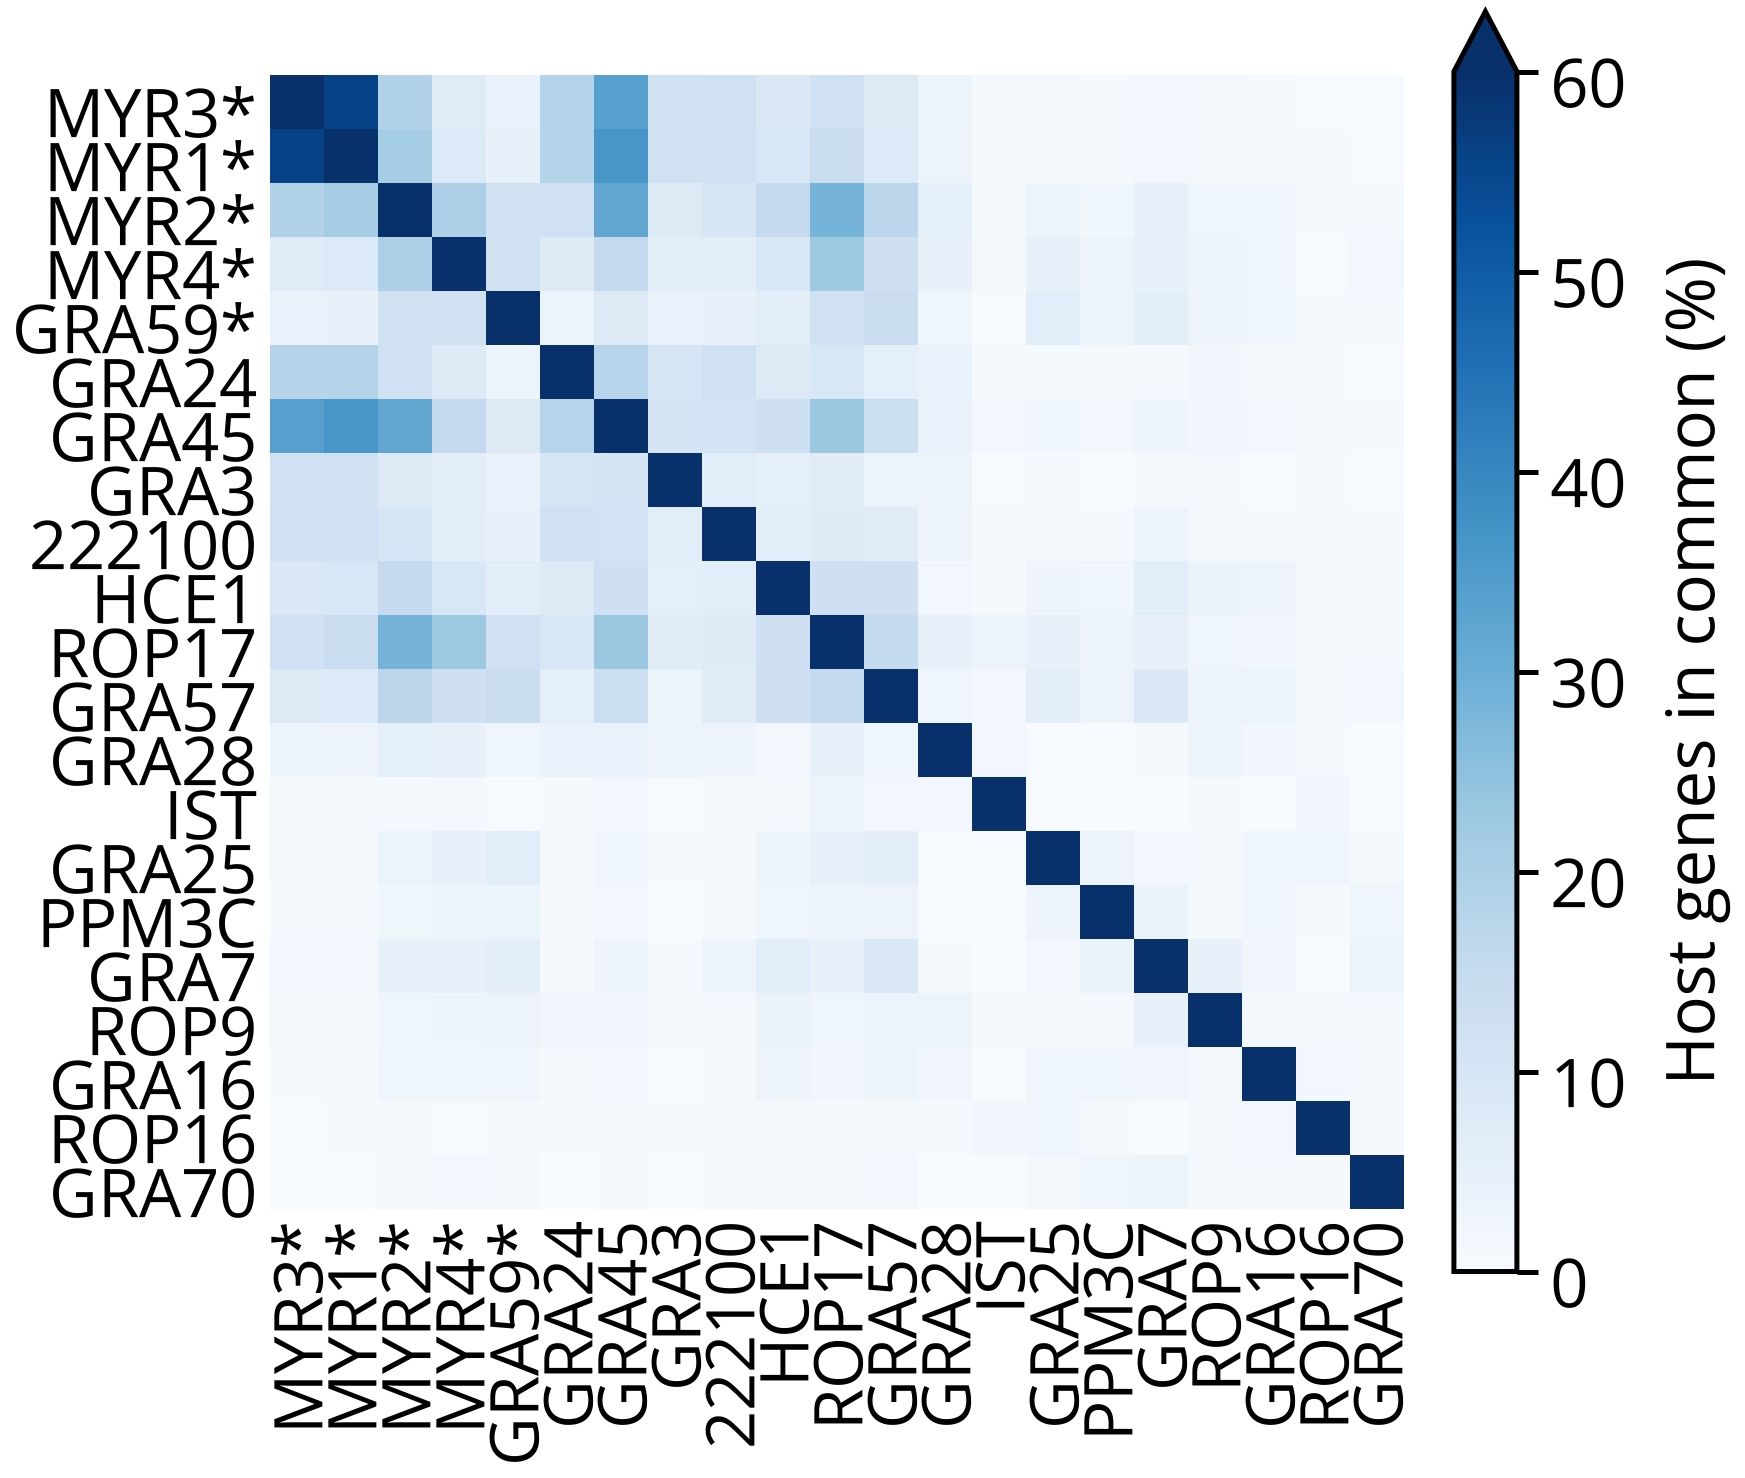 MYR3*
MYR1*
MYR2*
MYR4*
GRA59*
GRA24
GRA45
GRA3
222100
HCE1
ROP17
GRA57
GRA28
IST
GRA25
PPM3C
GRA7
ROP9
GRA16
ROP16
GRA70
MYR3*
MYR1*
MYR2*
MYR4*
GRA59*
GRA24
GRA45
GRA3
222100
HCE1
ROP17
GRA57
GRA28
IST
GRA25
PPM3C
GRA7
ROP9
GRA16
ROP16
GRA70
60
50
40
30
20
10
0
Host genes in common (%)